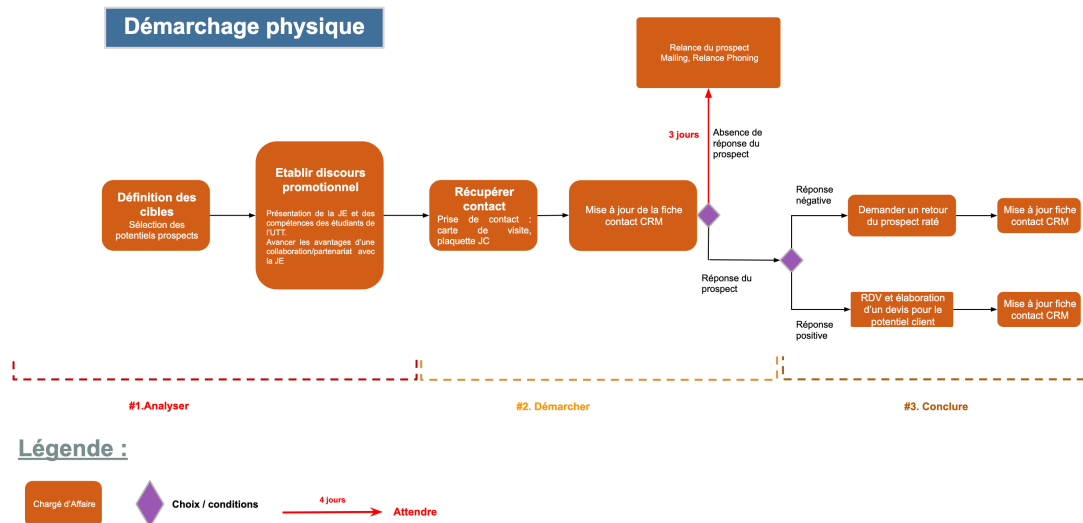 Démarchage physique
Relance du prospect
Mailing, Relance Phoning
3 jours
Absence de
réponse du
prospect
Définition des
cibles
Sélection des
potentiels prospects
Etablir discours
promotionnel
Présentation de la JE et des
compétences des étudiants de
l'UTT.
Avancer les avantages d'une
collaboration/partenariat avec
la JE
Récupérer
contact
Prise de contact :
carte de visite,
plaquette JC
Mise à jour de la fiche
contact CRM
Réponse du
prospect
Réponse
négative
Demander un retour
du prospect raté
Mise à jour fiche
contact CRM
Réponse
positive
RDV et élaboration
d'un devis pour le
potentiel client
Mise à jour fiche
contact CRM
#1.Analyser
#2. Démarcher
#3. Conclure
Légende :
Chargé d'Affaire
Choix / conditions
4 jours
Attendre